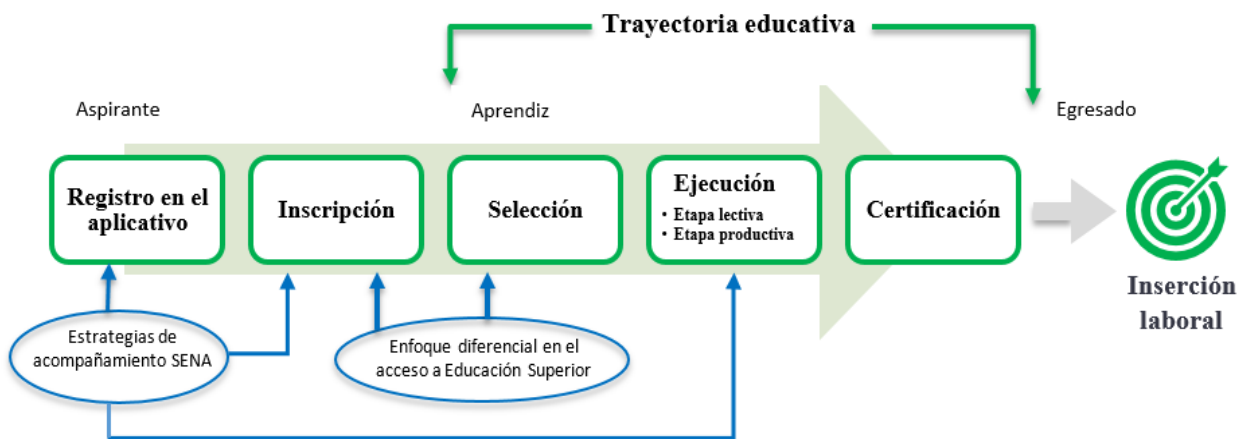 Trayectoria educativa
Aspirante
Aprendiz
Egresado
Registro en el
aplicativo
Inscripción
Selección
Ejecución
• Etapa lectiva
• Etapa productiva
Certificación
Inserción
laboral
Estrategias de
acompañamiento SENA
Enfoque diferencial en el
acceso a Educación Superior